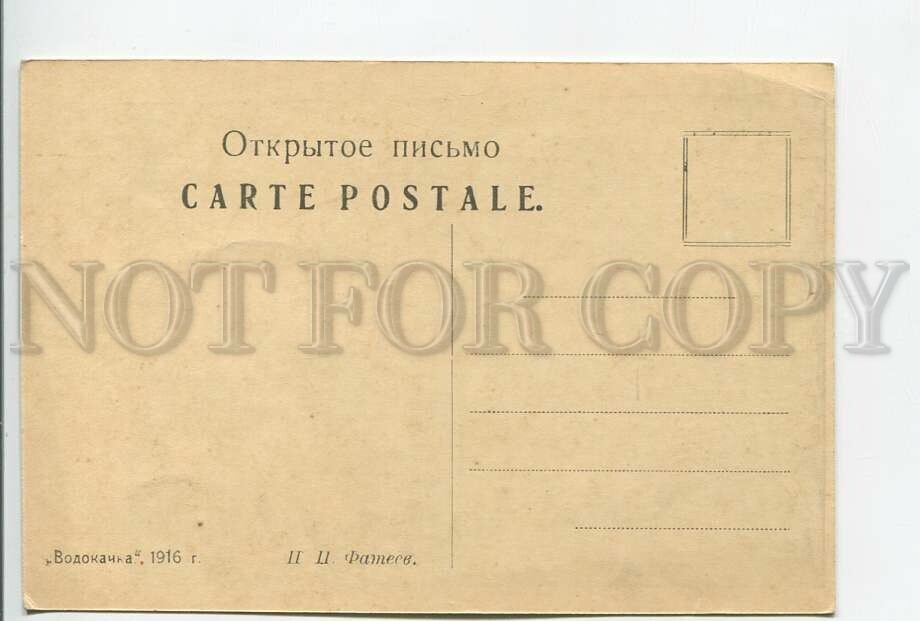 Открытое письмо
CARTE POSTALE.
NOT FOR COPY
„Водокачка“. 1916 г. П П. Фатеев.